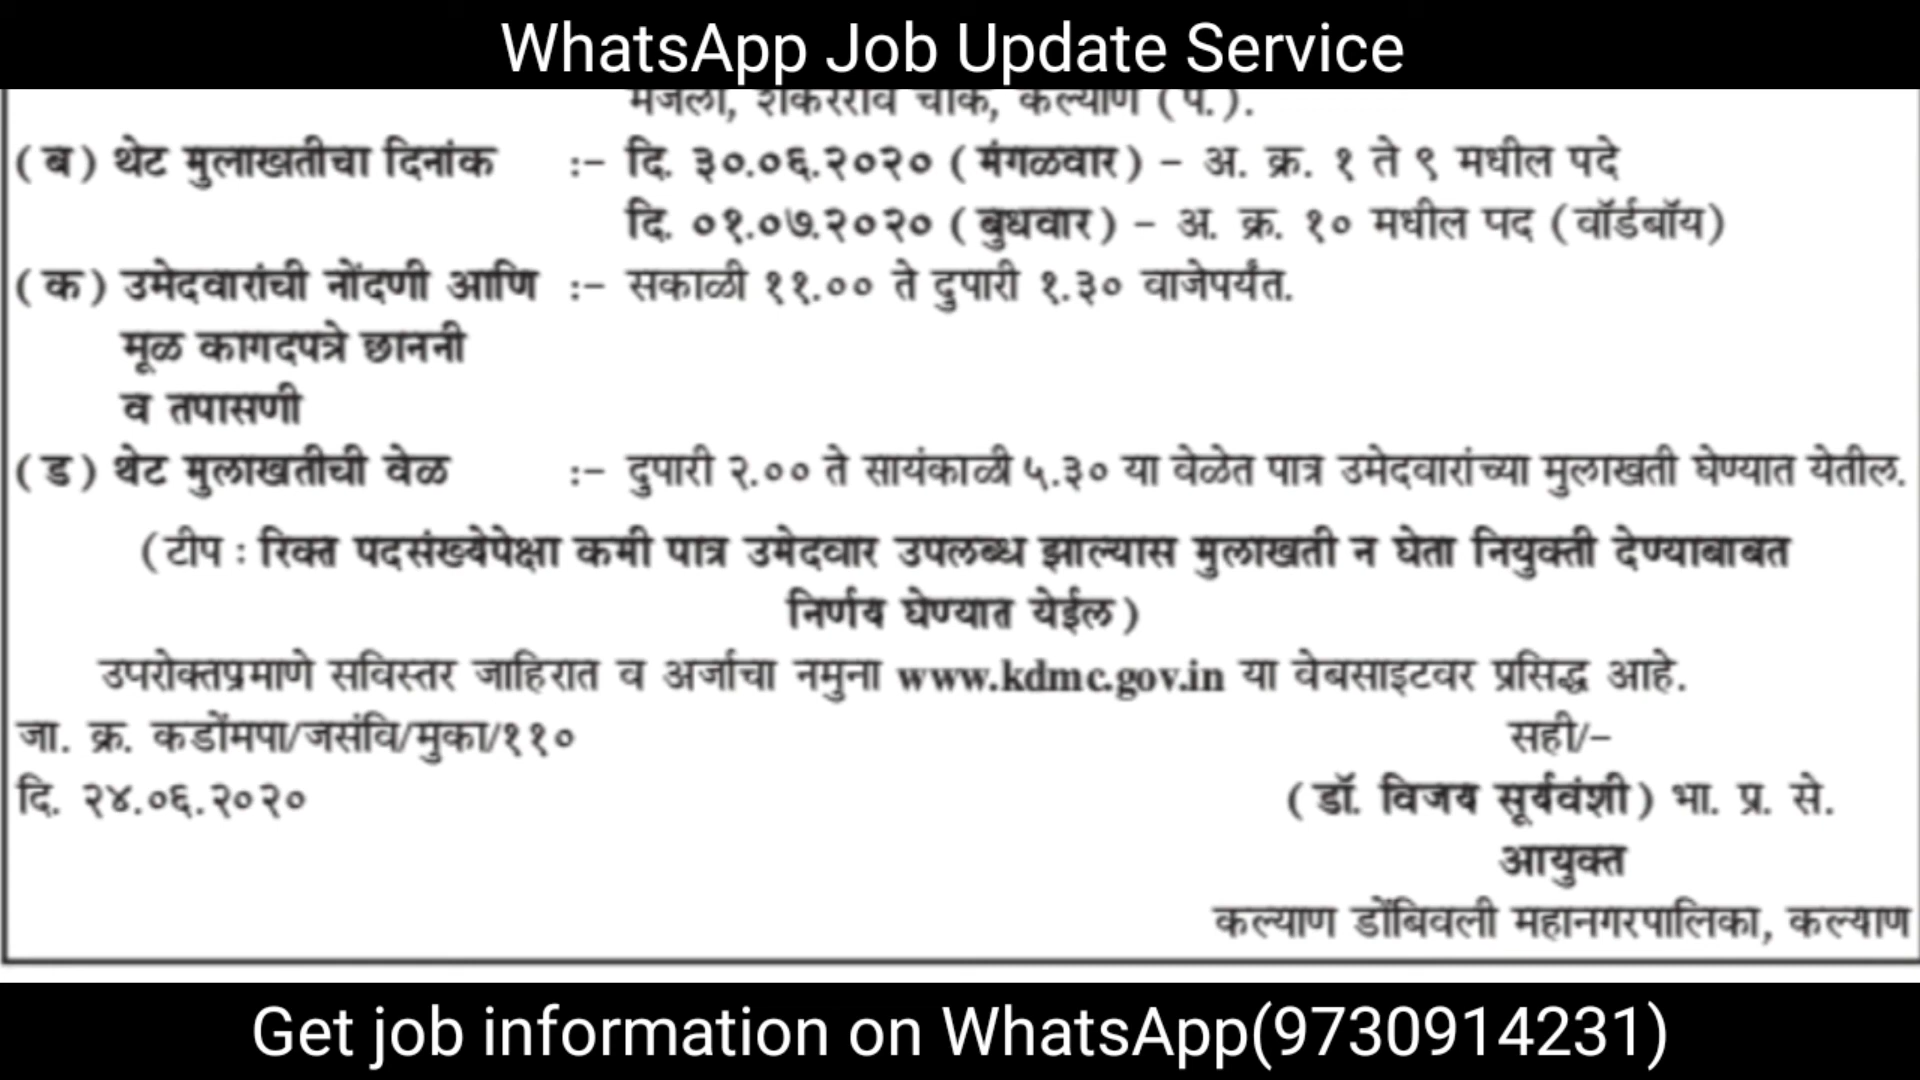 WhatsApp Job Update Service
मजला, शंकरराव चौक, कल्याण (प.).
(ब) थेट मुलाखतीचा दिनांक :- दि. ३०.०६.२०२० (मंगळवार) - अ. क्र. १ ते ९ मधील पदे
दि. ०१.०७.२०२० (बुधवार) - अ. क्र. १० मधील पद (वॉर्डबॉय)
(क) उमेदवारांची नोंदणी आणि :- सकाळी ११.०० ते दुपारी १.३० वाजेपर्यंत.
मूळ कागदपत्रे छाननी
व तपासणी
(ड) थेट मुलाखतीची वेळ :- दुपारी २.०० ते सायंकाळी ५.३० या वेळेत पात्र उमेदवारांच्या मुलाखती घेण्यात येतील.
(टीप : रिक्त पदसंख्येपेक्षा कमी पात्र उमेदवार उपलब्ध झाल्यास मुलाखती न घेता नियुक्ती देण्याबाबत
निर्णय घेण्यात येईल)
उपरोक्तप्रमाणे सविस्तर जाहिरात व अर्जाचा नमुना www.kdmc.gov.in या वेबसाइटवर प्रसिद्ध आहे.
जा. क्र. कडोंमपा/जसंवि/मुका/११० सही/-
दि. २४.०६.२०२० (डॉ. विजय सूर्यवंशी) भा. प्र. से.
आयुक्त
कल्याण डोंबिवली महानगरपालिका, कल्याण
Get job information on WhatsApp(9730914231)